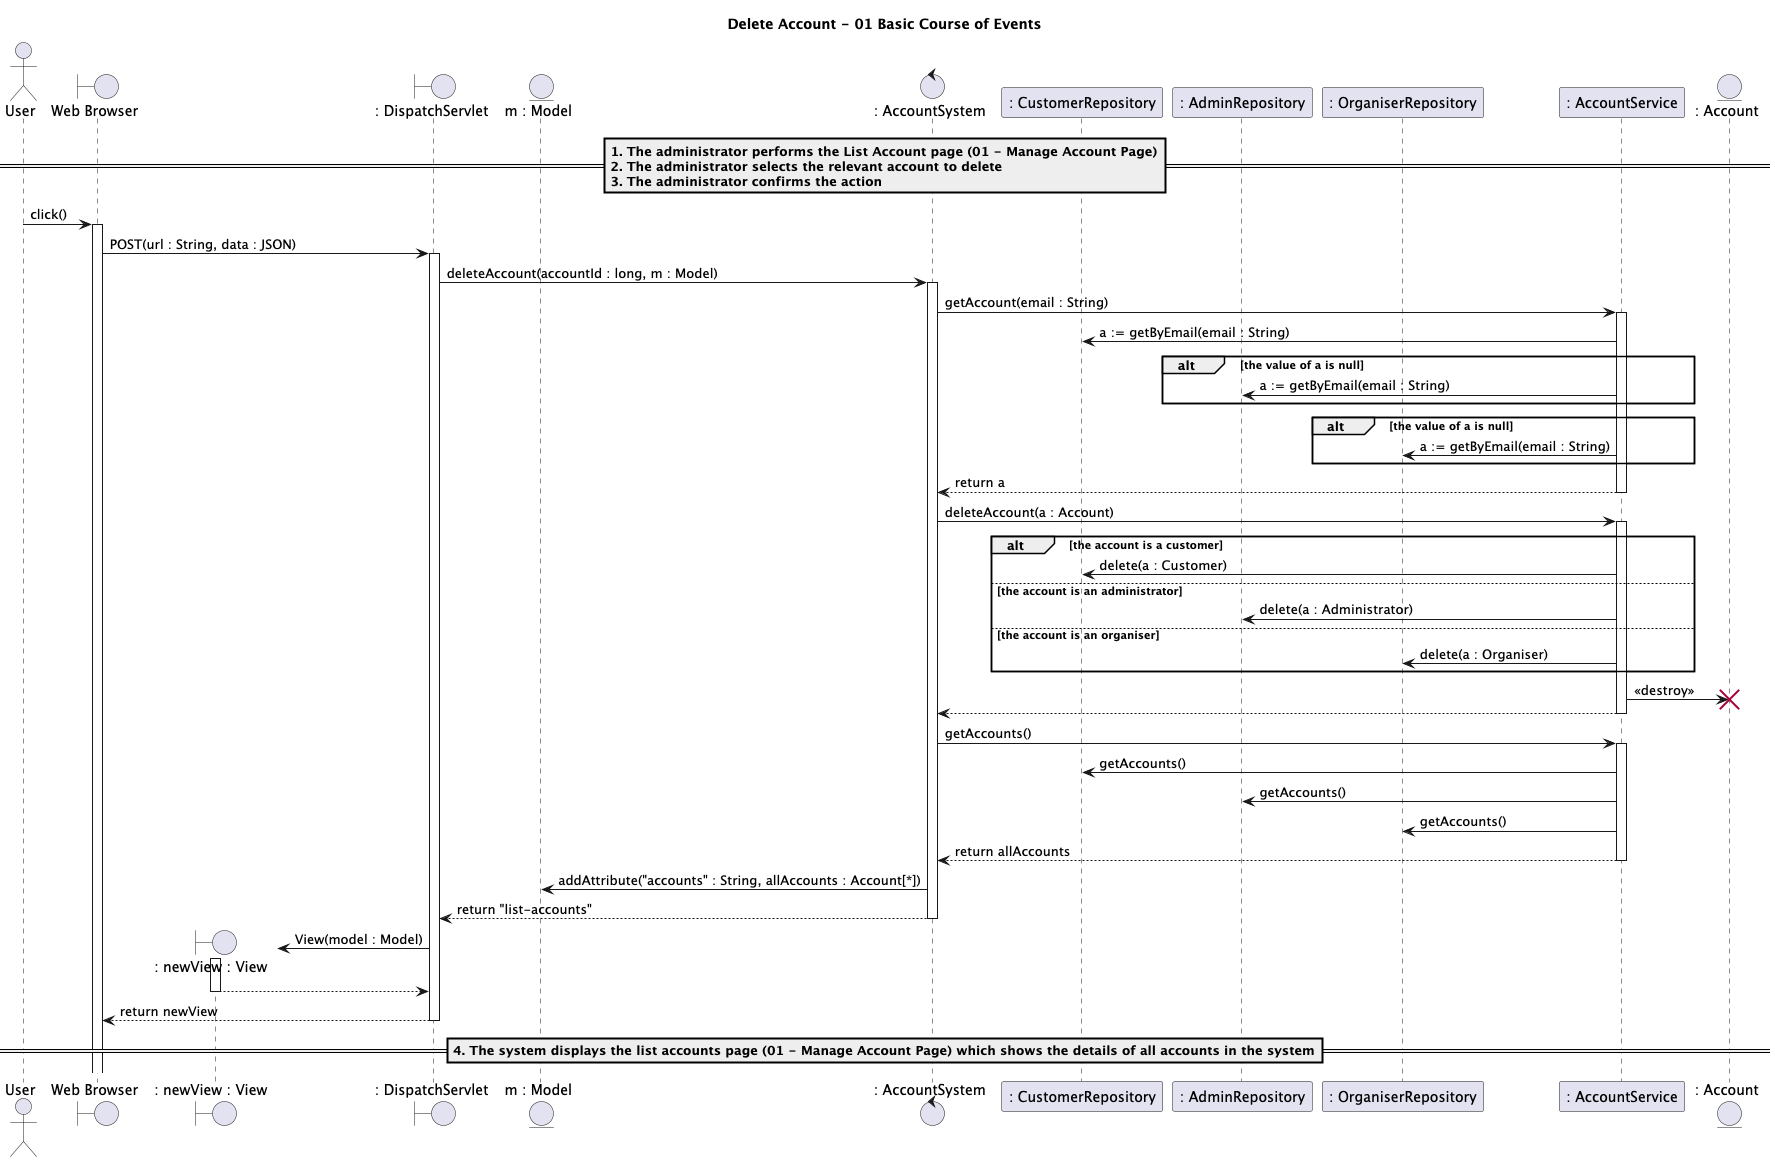 Delete Account - 01 Basic Course of Events
User
Web Browser
: DispatchServlet
m : Model
: AccountSystem
: CustomerRepository
: AdminRepository
: OrganiserRepository
: AccountService
: Account
1. The administrator performs the List Account page (01 - Manage Account Page)
2. The administrator selects the relevant account to delete
3. The administrator confirms the action
click()
POST(url : String, data : JSON)
deleteAccount(accountId : long, m : Model)
getAccount(email : String)
a := getByEmail(email : String)
alt [the value of a is null]
a := getByEmail(email : String)
alt [the value of a is null]
a := getByEmail(email : String)
return a
deleteAccount(a : Account)
alt [the account is a customer]
delete(a : Customer)
[the account is an administrator]
delete(a : Administrator)
[the account is an organiser]
delete(a : Organiser)
«destroy»
getAccounts()
getAccounts()
getAccounts()
getAccounts()
return allAccounts
addAttribute("accounts" : String, allAccounts : Account[*])
return "list-accounts"
View(model : Model)
: newView : View
return newView
4. The system displays the list accounts page (01 - Manage Account Page) which shows the details of all accounts in the system
User
Web Browser
: newView : View
: DispatchServlet
m : Model
: AccountSystem
: CustomerRepository
: AdminRepository
: OrganiserRepository
: AccountService
: Account